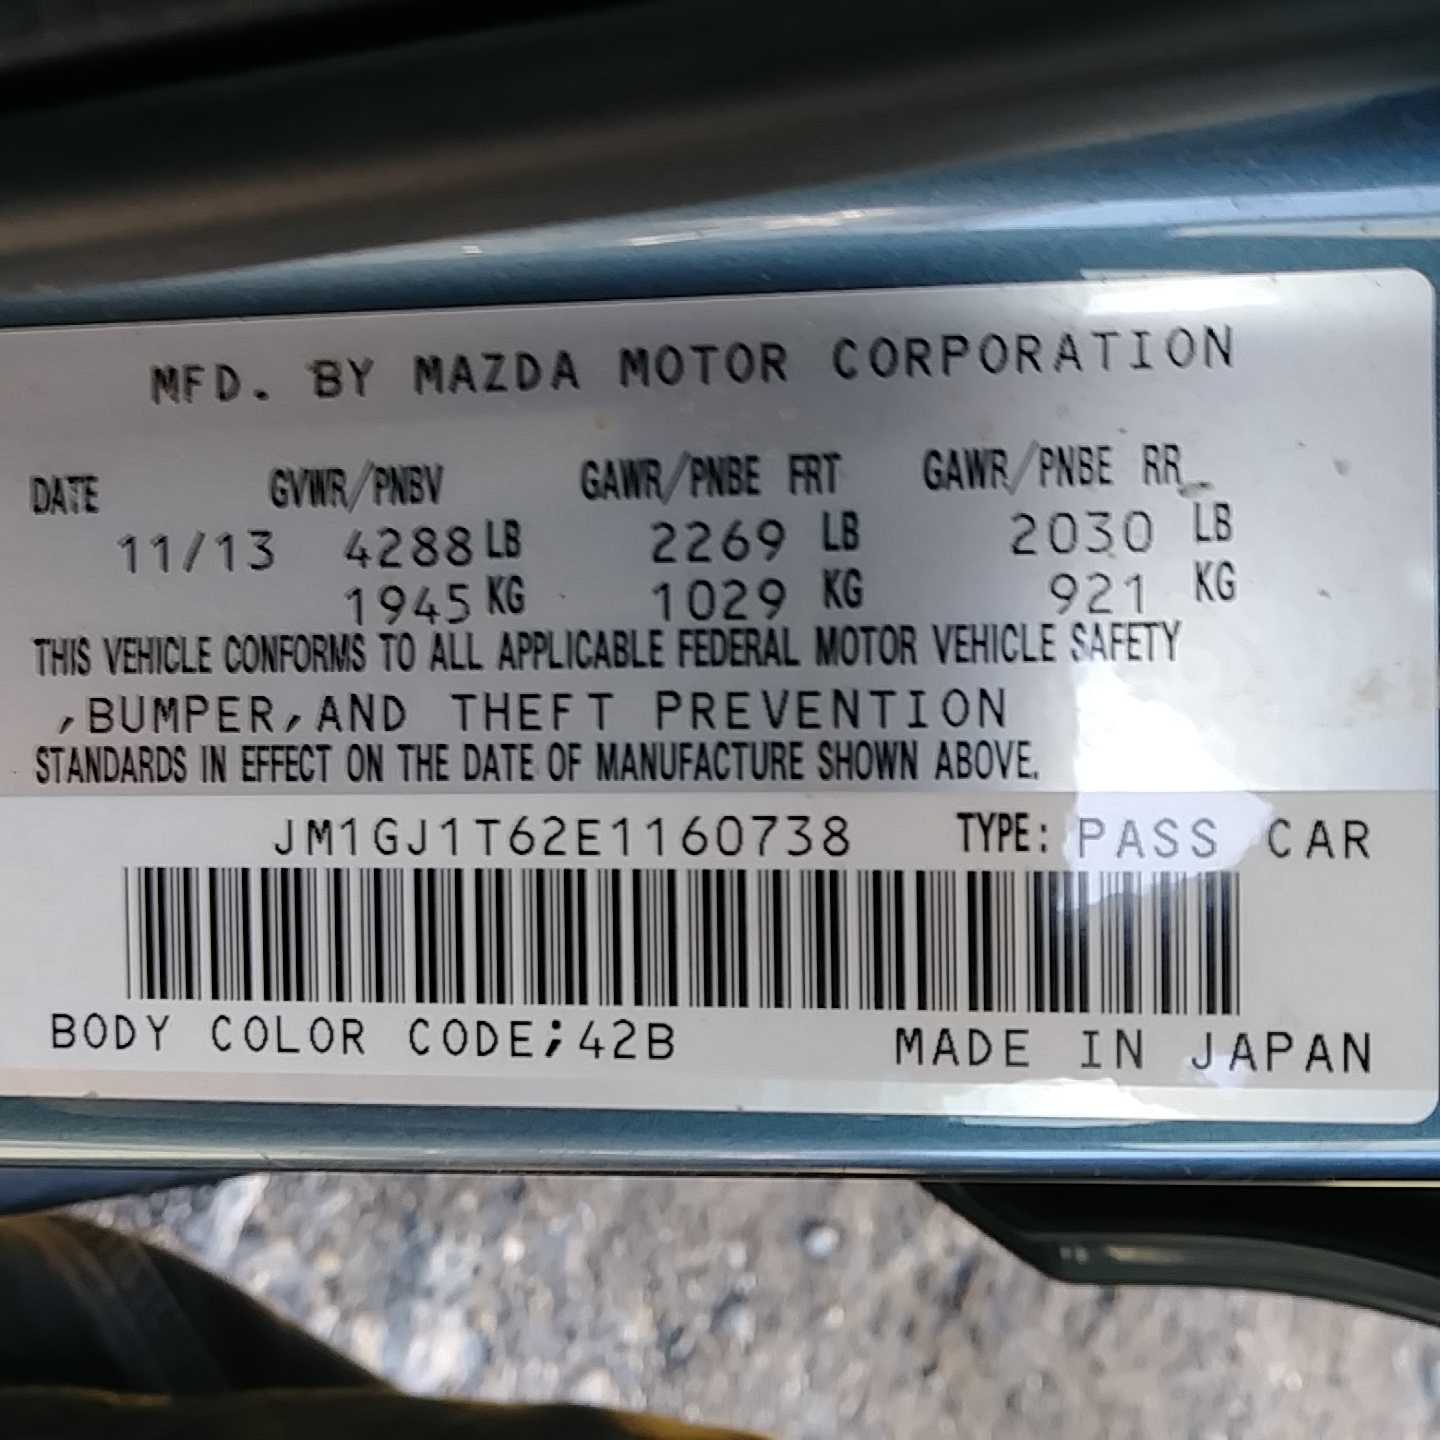 MFD. BY MAZDA MOTOR CORPORATION
DATE GVWR/PNBV GAWR/PNBE FRT GAWR/PNBE RR
11/13 4288 LB 2269 LB 2030 LB
1945 KG 1029 KG 921 KG
THIS VEHICLE CONFORMS TO ALL APPLICABLE FEDERAL MOTOR VEHICLE SAFETY
,BUMPER,AND THEFT PREVENTION
STANDARDS IN EFFECT ON THE DATE OF MANUFACTURE SHOWN ABOVE.
JM1GJ1T62E1160738 TYPE: PASS CAR
BODY COLOR CODE;42B MADE IN JAPAN